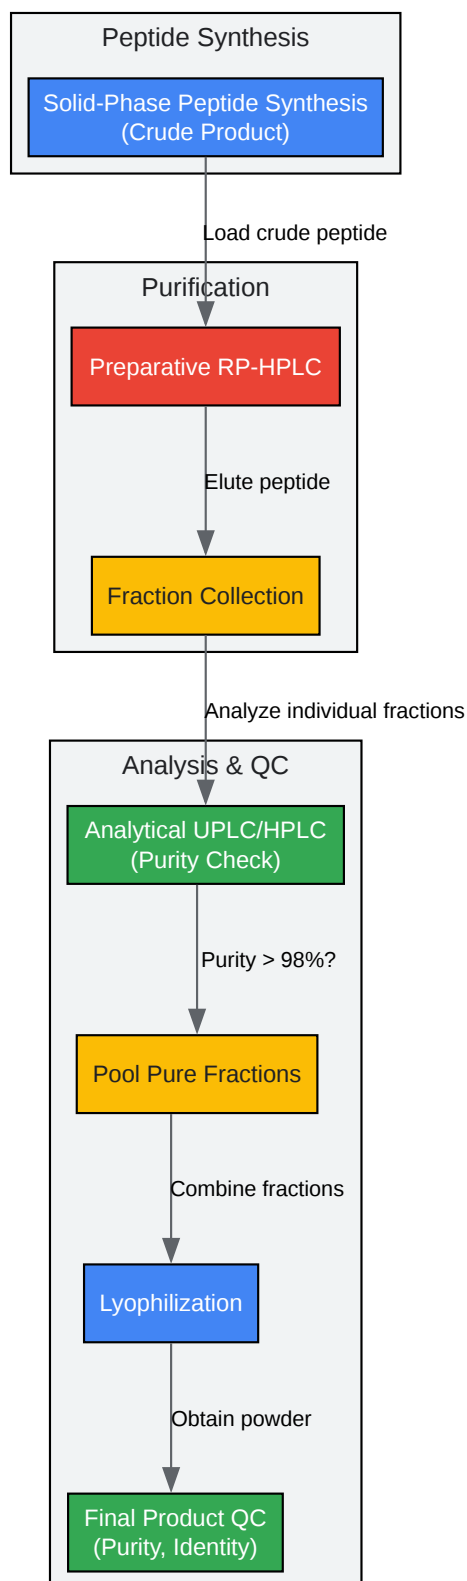 Peptide Synthesis
Solid-Phase Peptide Synthesis
(Crude Product)
Load crude peptide
Purification
Preparative RP-HPLC
Elute peptide
Fraction Collection
Analyze individual fractions
Analysis & QC
Analytical UPLC/HPLC
(Purity Check)
Purity > 98%?
Pool Pure Fractions
Combine fractions
Lyophilization
Obtain powder
Final Product QC
(Purity, Identity)